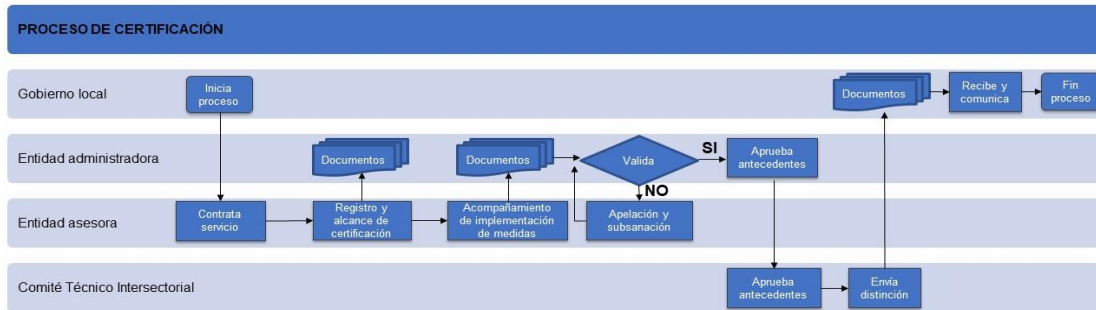 PROCESO DE CERTIFICACIÓN
Gobierno local
Inicia
proceso
Documentos
Recibe y
comunica
Fin
proceso
Entidad administradora
Documentos
Documentos
Valida
SI
NO
Aprueba
antecedentes
Entidad asesora
Contrata
servicio
Registro y
alcance de
certificación
Acompañamiento
de implementación
de medidas
Apelación y
subsanación
Comité Técnico Intersectorial
Aprueba
antecedentes
Envía
distinción